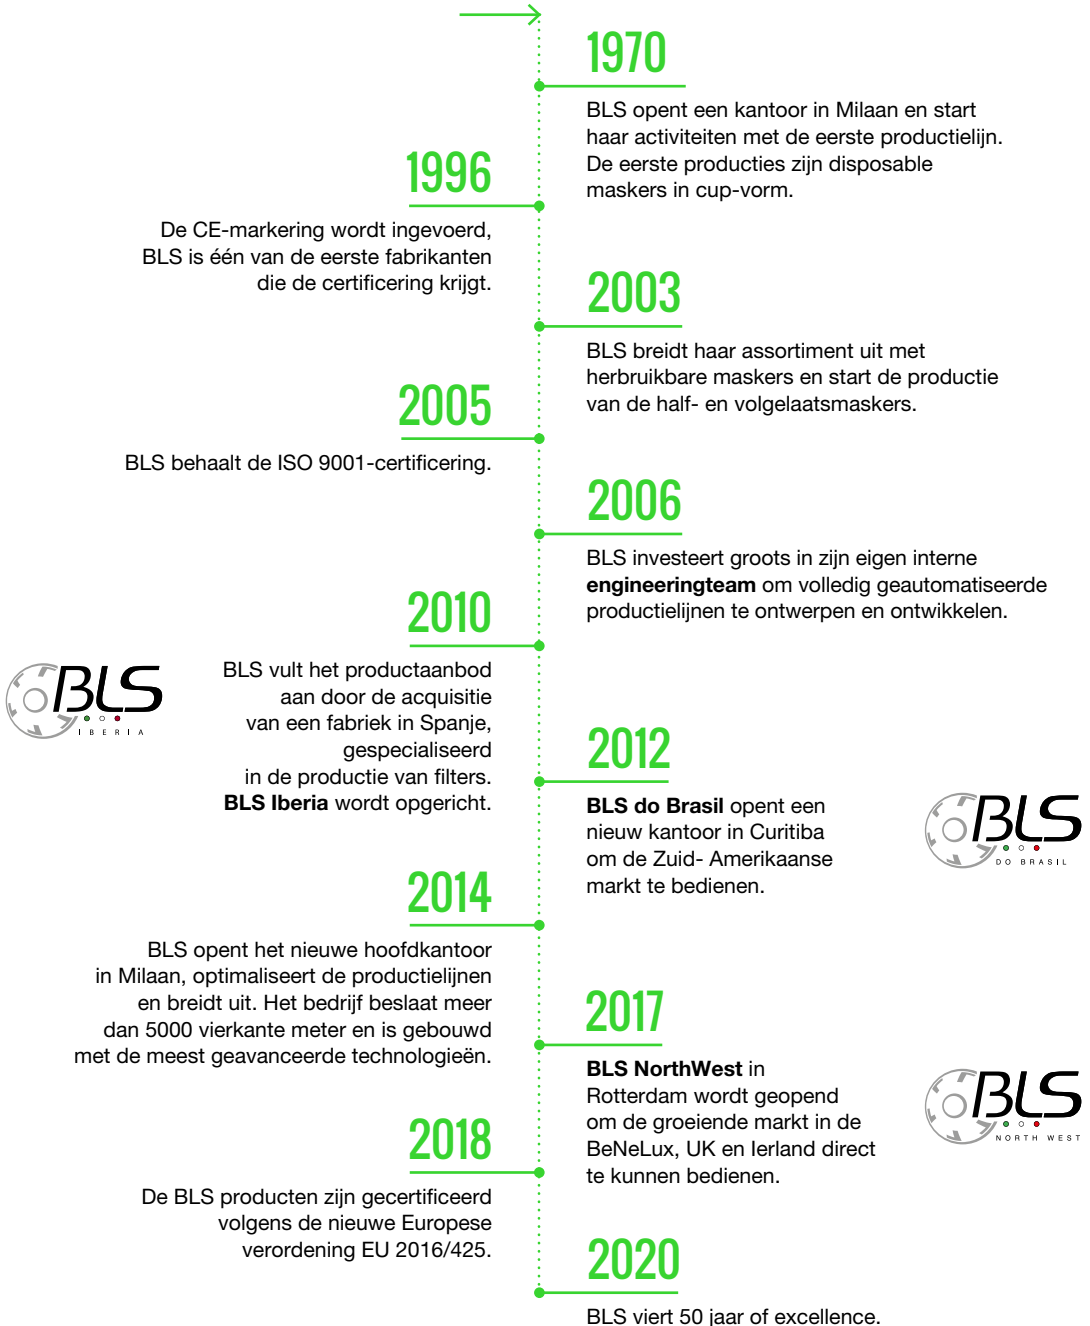 1970
BLS opent een kantoor in Milaan en start
haar activiteiten met de eerste productielijn.
De eerste producties zijn disposable
maskers in cup-vorm.
1996
De CE-markering wordt ingevoerd,
BLS is één van de eerste fabrikanten
die de certificering krijgt.
2003
BLS breidt haar assortiment uit met
herbruikbare maskers en start de productie
van de half- en volgelaatsmaskers.
2005
BLS behaalt de ISO 9001-certificering.
2006
BLS investeert groots in zijn eigen interne
engineeringteam om volledig geautomatiseerde
productielijnen te ontwerpen en ontwikkelen.
2010
BLS vult het productaanbod
aan door de acquisitie
van een fabriek in Spanje,
gespecialiseerd
in de productie van filters.
BLS Iberia wordt opgericht.
BLS
IBERIA
2012
BLS do Brasil opent een
nieuw kantoor in Curitiba
om de Zuid- Amerikaanse
markt te bedienen.
BLS
DO BRASIL
2014
BLS opent het nieuwe hoofdkantoor
in Milaan, optimaliseert de productielijnen
en breidt uit. Het bedrijf beslaat meer
dan 5000 vierkante meter en is gebouwd
met de meest geavanceerde technologieën.
2017
BLS NorthWest in
Rotterdam wordt geopend
om de groeiende markt in de
BeNeLux, UK en Ierland direct
te kunnen bedienen.
BLS
NORTH WEST
2018
De BLS producten zijn gecertificeerd
volgens de nieuwe Europese
verordening EU 2016/425.
2020
BLS viert 50 jaar of excellence.